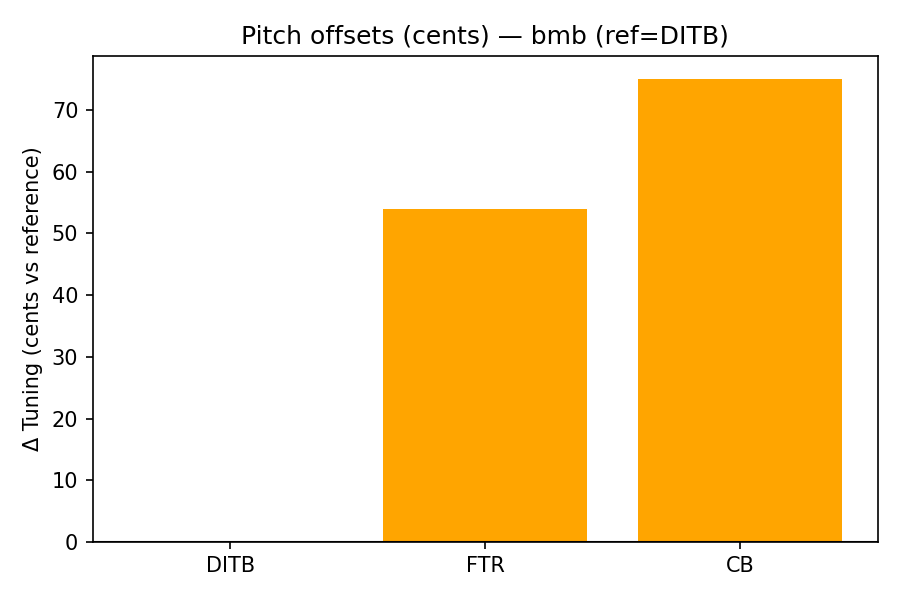 Pitch offsets (cents) — bmb (ref=DITB)
Δ Tuning (cents vs reference)
70
60
50
40
30
20
10
0
DITB FTR CB